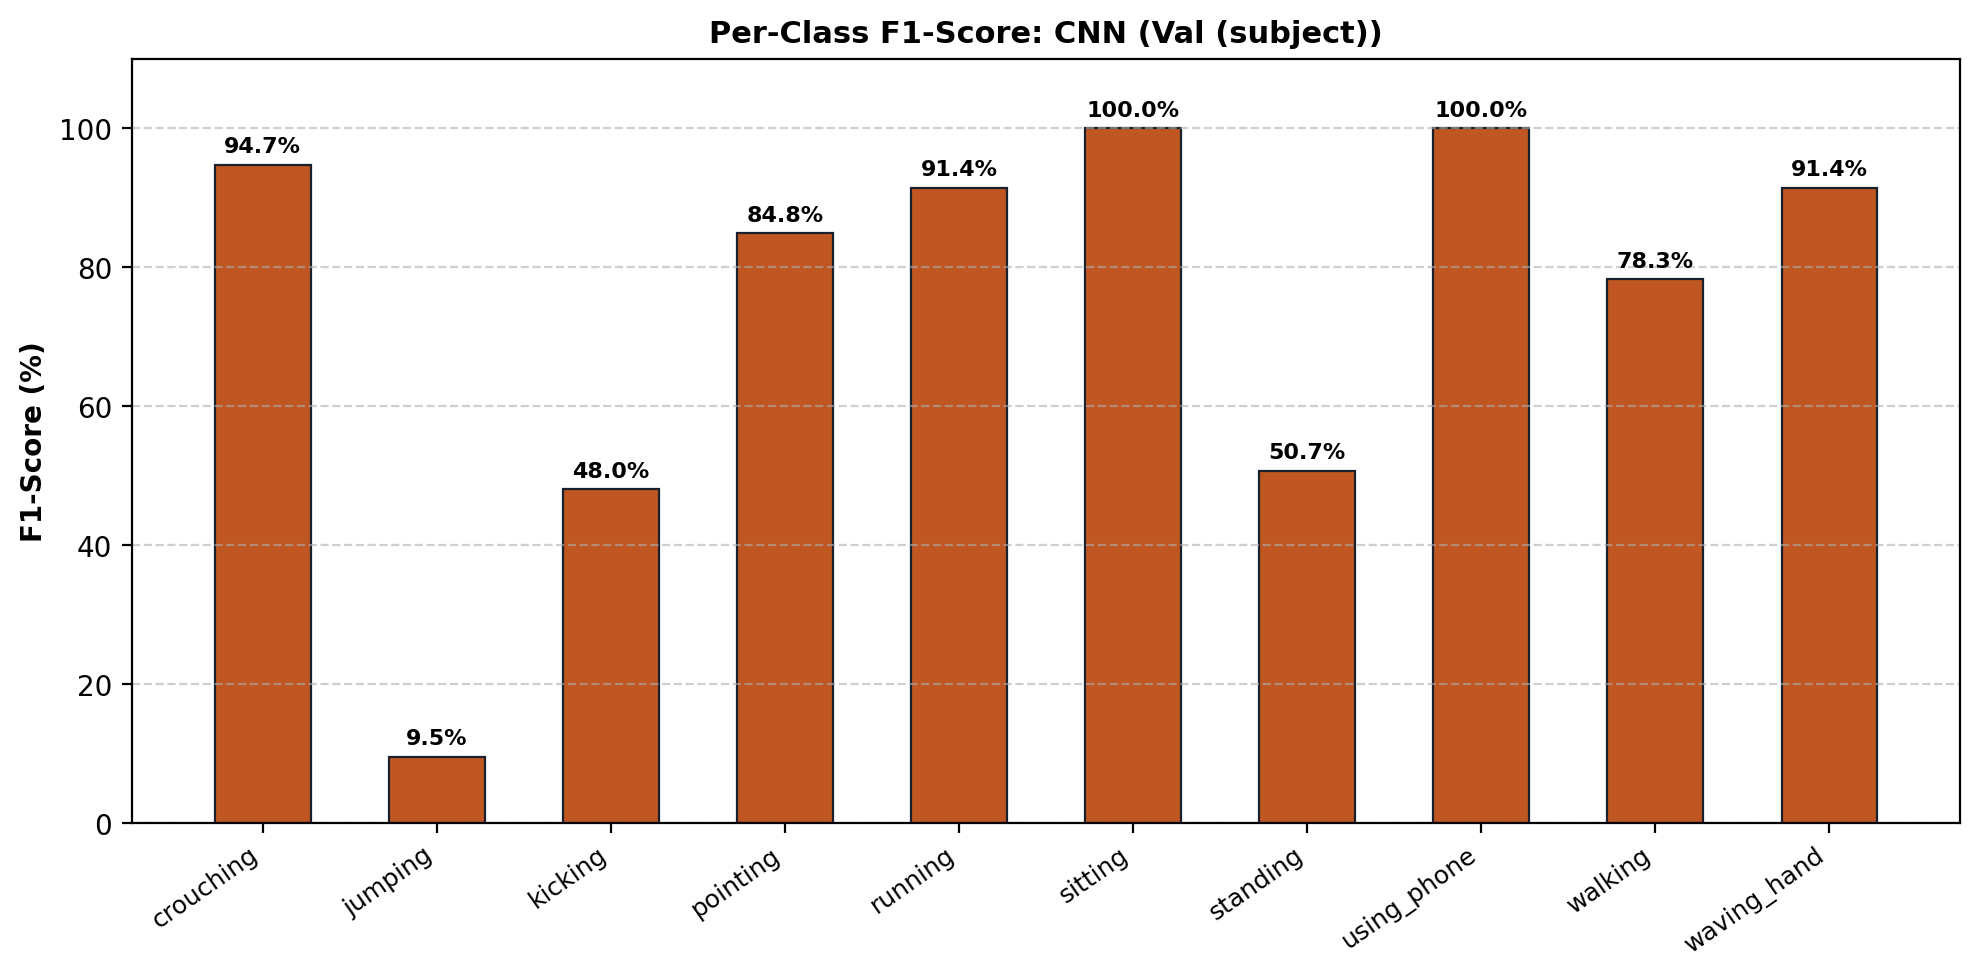 Per-Class F1-Score: CNN (Val (subject))
F1-Score (%)
100
80
60
40
20
0
94.7%
9.5%
48.0%
84.8%
91.4%
100.0%
50.7%
100.0%
78.3%
91.4%
crouching
jumping
kicking
pointing
running
sitting
standing
using_phone
walking
waving_hand